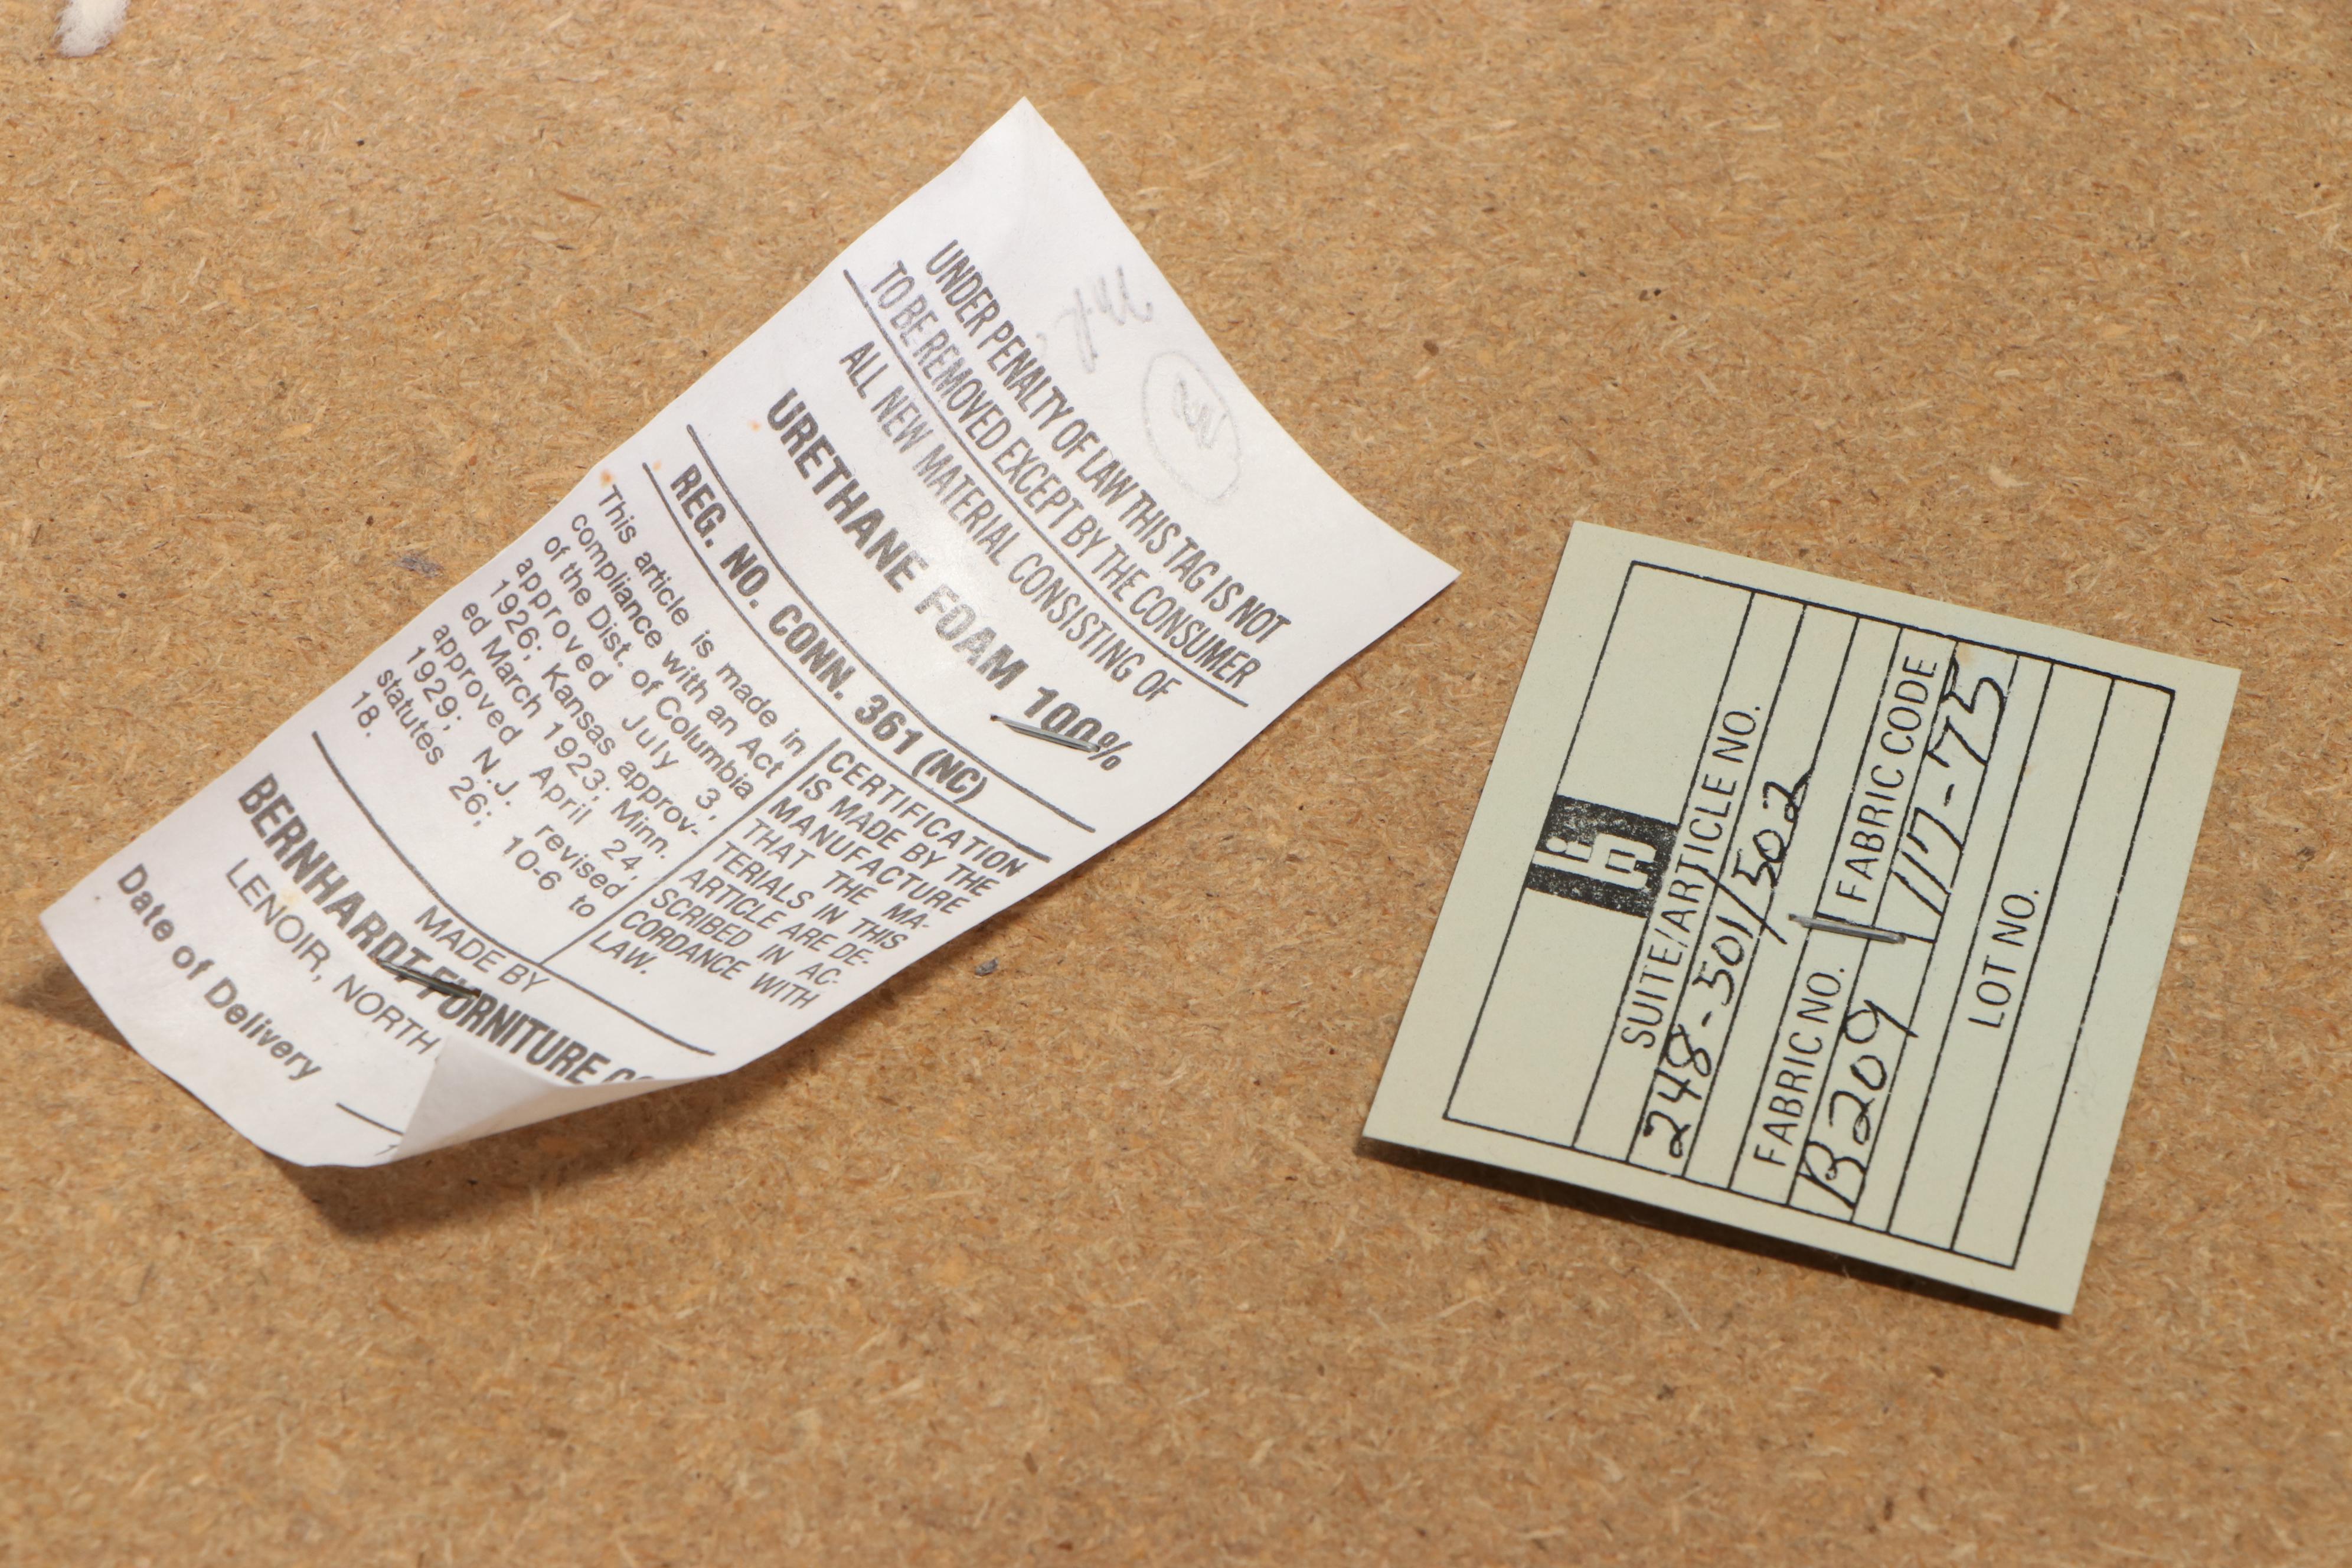 UNDER PENALTY OF LAW THIS TAG IS NOT
TO BE REMOVED EXCEPT BY THE CONSUMER
ALL NEW MATERIAL CONSISTING OF
URETHANE FOAM 100%
REG. NO. CONN. 361 (NC)
This article is made in
compliance with an Act
of the Dist. of Columbia
approved July 3,
1926; Kansas approv-
ed March 1923; Minn.
approved April 24,
1929; N.J. revised
statutes 26; 10-6 to
18.
CERTIFICATION
IS MADE BY THE
MANUFACTURE
THAT THE MA-
TERIALS IN THIS
ARTICLE ARE DE-
SCRIBED IN AC-
CORDANCE WITH
LAW.
MADE BY
BERNHARDT FURNITURE CO
LENOIR, NORTH
Date of Delivery
SUITE/ARTICLE NO.
248-501/502
FABRIC NO. FABRIC CODE
B209 117-75
LOT NO.